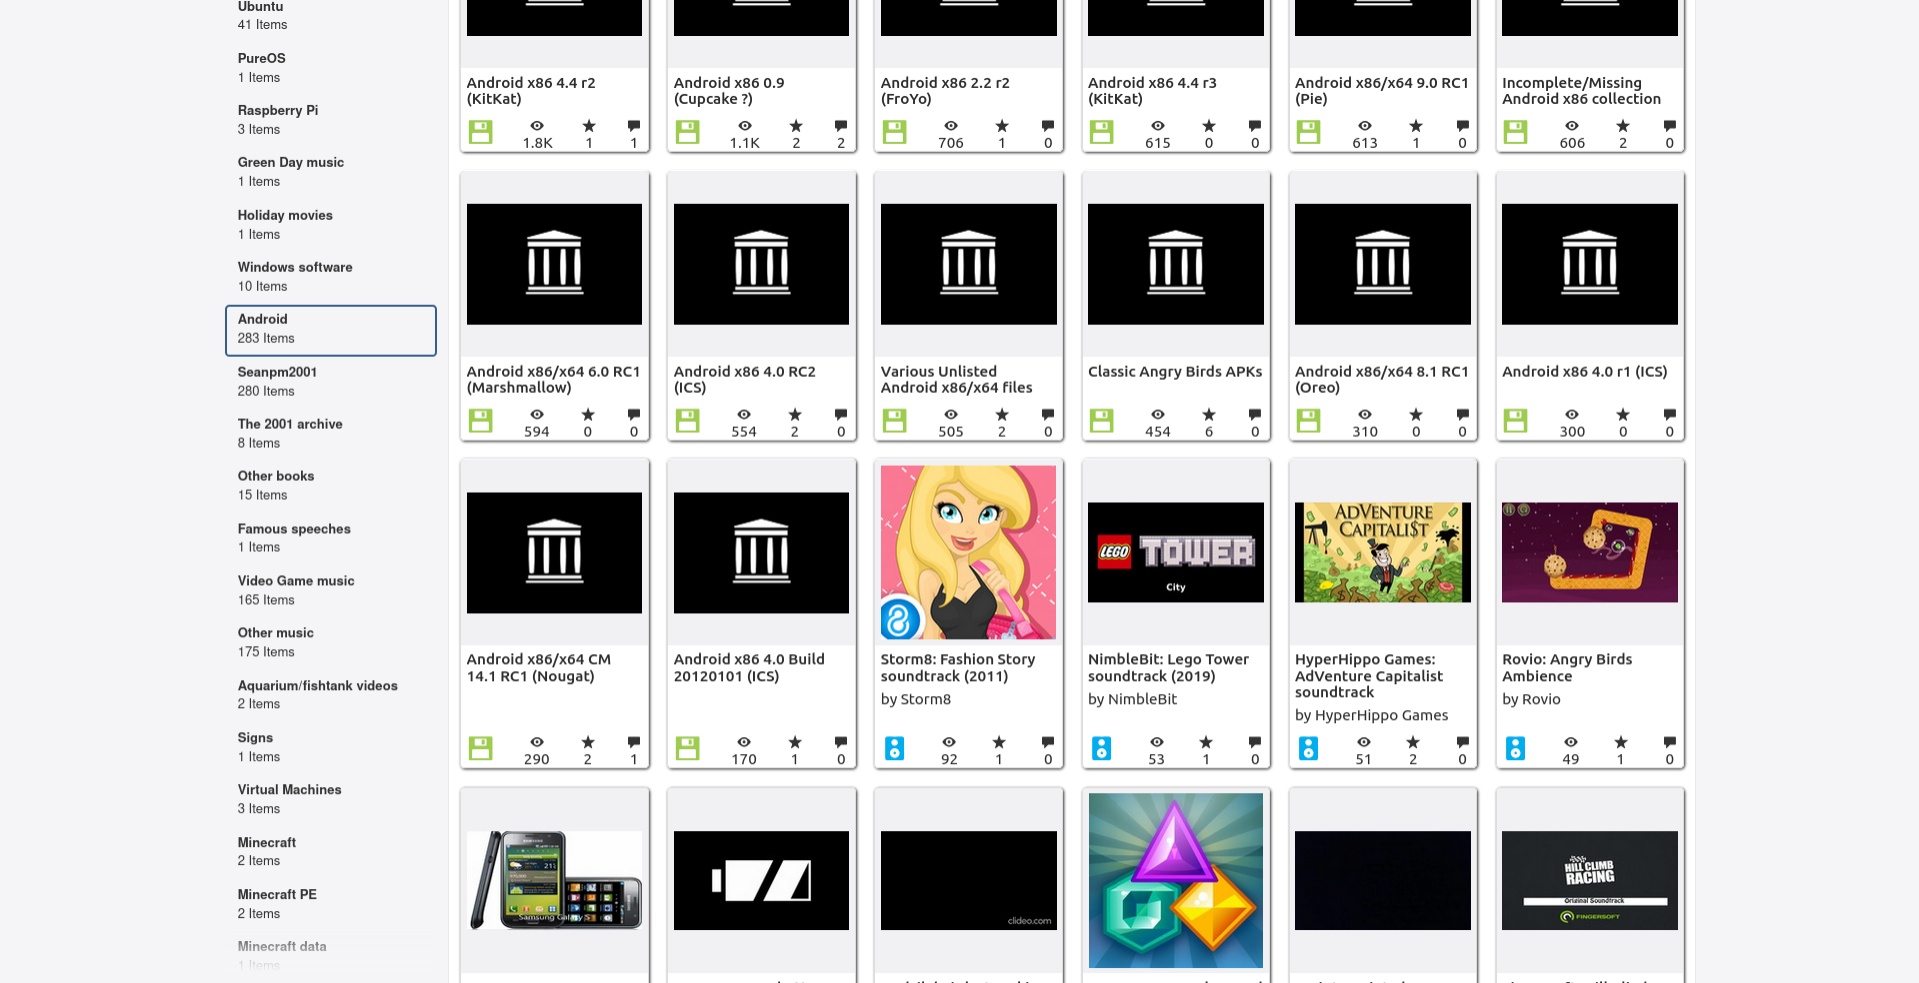 Ubuntu
41 Items
PureOS
1 Items
Raspberry Pi
3 Items
Green Day music
1 Items
Holiday movies
1 Items
Windows software
10 Items
Android
283 Items
Seanpm2001
280 Items
The 2001 archive
8 Items
Other books
15 Items
Famous speeches
1 Items
Video Game music
165 Items
Other music
175 Items
Aquarium/fishtank videos
2 Items
Signs
1 Items
Virtual Machines
3 Items
Minecraft
2 Items
Minecraft PE
2 Items
Minecraft data
1 Items
Android x86 4.4 r2
(KitKat)
1.8K 1 1
Android x86 0.9
(Cupcake ?)
1.1K 2 2
Android x86 2.2 r2
(FroYo)
706 1 0
Android x86 4.4 r3
(KitKat)
615 0 0
Android x86/x64 9.0 RC1
(Pie)
613 1 0
Incomplete/Missing
Android x86 collection
606 2 0
Android x86/x64 6.0 RC1
(Marshmallow)
594 0 0
Android x86 4.0 RC2
(ICS)
554 2 0
Various Unlisted
Android x86/x64 files
505 2 0
Classic Angry Birds APKs
454 6 0
Android x86/x64 8.1 RC1
(Oreo)
310 0 0
Android x86 4.0 r1 (ICS)
300 0 0
Android x86/x64 CM
14.1 RC1 (Nougat)
290 2 1
Android x86 4.0 Build
20120101 (ICS)
170 1 0
Storm8: Fashion Story
soundtrack (2011)
by Storm8
92 1 0
LEGO TOWER
City
NimbleBit: Lego Tower
soundtrack (2019)
by NimbleBit
53 1 0
ADVENTURE
CAPITALI$T
HyperHippo Games:
AdVenture Capitalist
soundtrack
by HyperHippo Games
51 2 0
Rovio: Angry Birds
Ambience
by Rovio
49 1 0
SAMSUNG
Samsung Galaxy S
clideo.com
HILL CLIMB
RACING
Original Soundtrack
FINGERSOFT